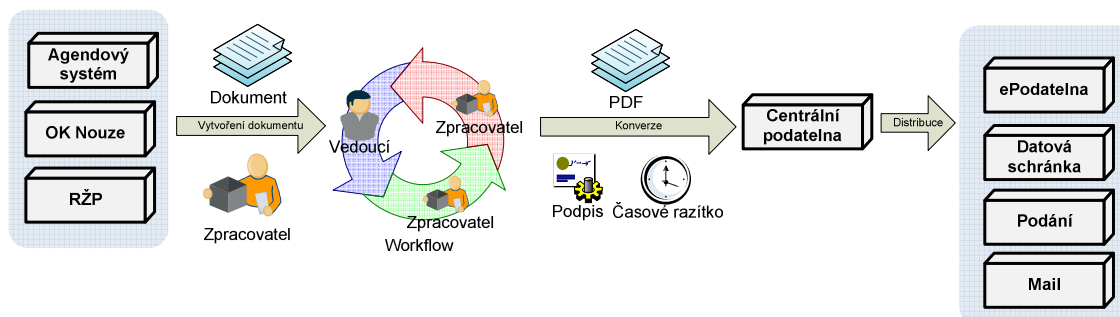 Agendový
systém
OK Nouze
RŽP
Dokument
Vytvoření dokumentu
Zpracovatel
Vedoucí
Zpracovatel
Zpracovatel
Workflow
PDF
Konverze
Podpis
Časové razítko
Centrální
podatelna
Distribuce
ePodatelna
Datová
schránka
Podání
Mail